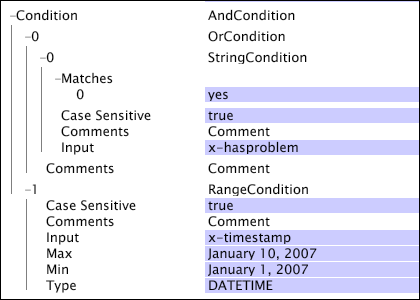 Condition AndCondition
0 OrCondition
0 StringCondition
Matches
0 yes
Case Sensitive true
Comments Comment
Input x-hasproblem
Comments Comment
1 RangeCondition
Case Sensitive true
Comments Comment
Input x-timestamp
Max January 10, 2007
Min January 1, 2007
Type DATETIME